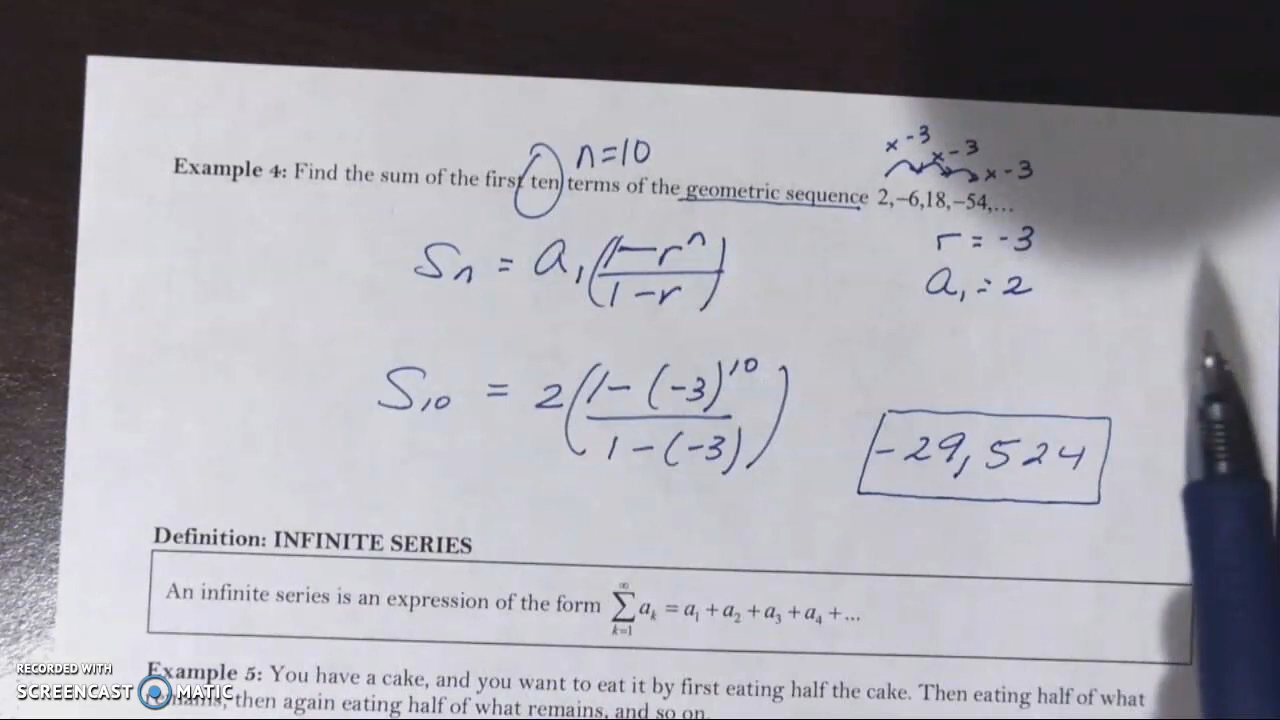 n=10
x -3 x -3 x -3
Example 4: Find the sum of the first ten terms of the geometric sequence 2,−6,18,−54,...
r = -3
Sn = a₁(1-rⁿ/1-r)
a₁ = 2
S₁₀ = 2(1-(-3)¹⁰/1-(-3))
-29,524
Definition: INFINITE SERIES
An infinite series is an expression of the form ∑ₖ₌₁^∞ aₖ = a₁ + a₂ + a₃ + a₄ + ...
Example 5: You have a cake, and you want to eat it by first eating half the cake. Then eating half of what
then again eating half of what remains, and so on.
RECORDED WITH
SCREENCAST MATIC